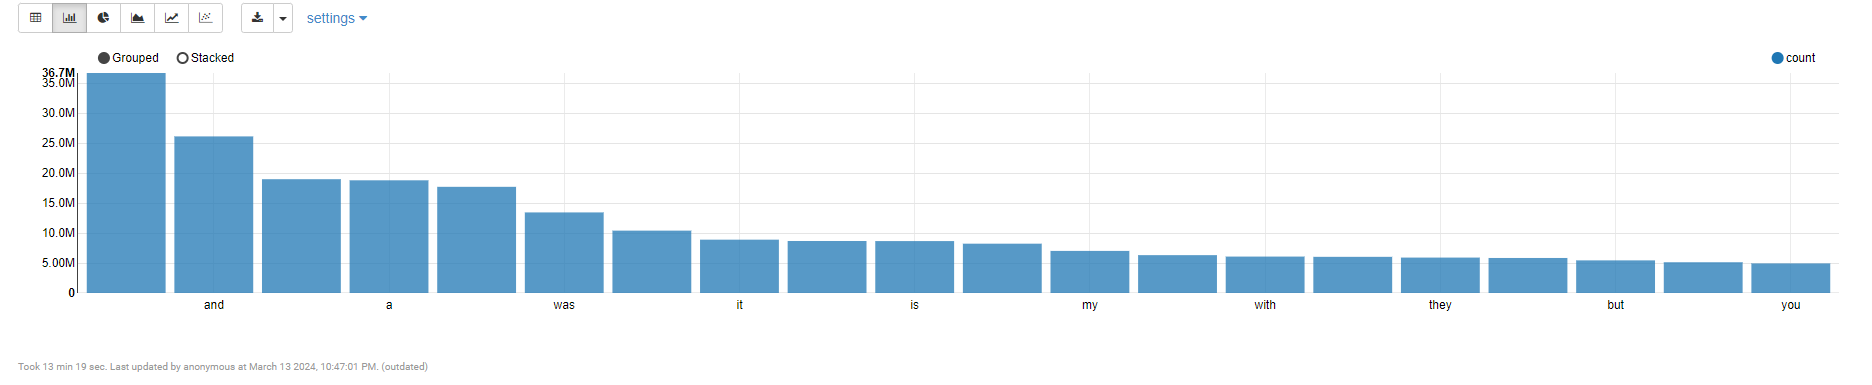 settings
Grouped Stacked count
36.7M
35.0M
30.0M
25.0M
20.0M
15.0M
10.0M
5.00M
0
and a was it is my with they but you
Took 13 min 19 sec. Last updated by anonymous at March 13 2024, 10:47:01 PM. (outdated)